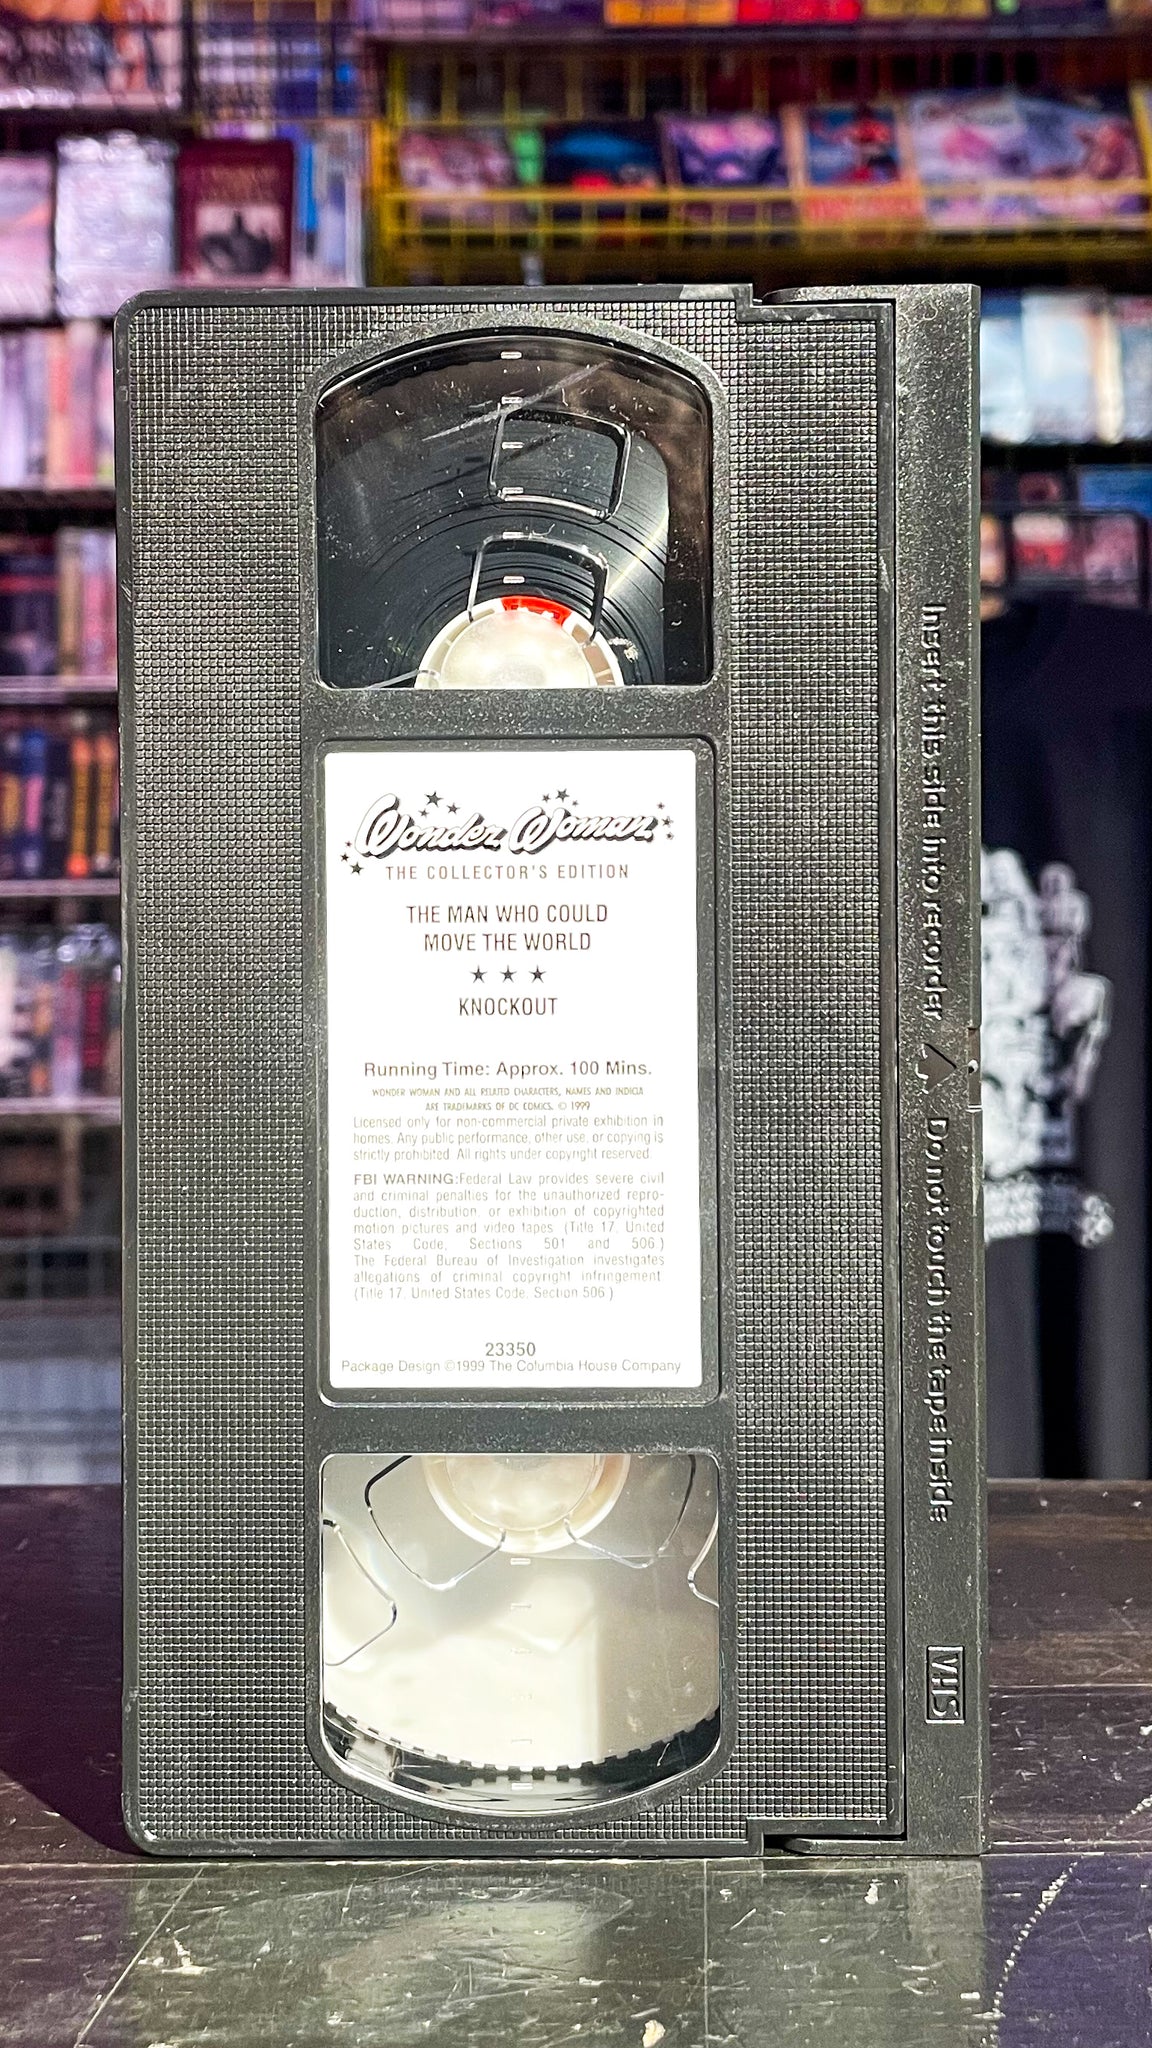 Wonder Woman
THE COLLECTOR'S EDITION
THE MAN WHO COULD
MOVE THE WORLD
★ ★ ★
KNOCKOUT
Running Time: Approx. 100 Mins.
WONDER WOMAN AND ALL RELATED CHARACTERS, NAMES AND INDICIA
ARE TRADEMARKS OF DC COMICS. © 1999
Licensed only for non-commercial private exhibition in
homes. Any public performance, other use, or copying is
strictly prohibited. All rights under copyright reserved.
FBI WARNING:Federal Law provides severe civil
and criminal penalties for the unauthorized repro-
duction, distribution, or exhibition of copyrighted
motion pictures and video tapes. (Title 17, United
States Code, Sections 501 and 506.)
The Federal Bureau of Investigation investigates
allegations of criminal copyright infringement
(Title 17, United States Code, Section 506.)
23350
Package Design ©1999 The Columbia House Company
Insert this side into recorder △ Do not touch the tape inside
VHS